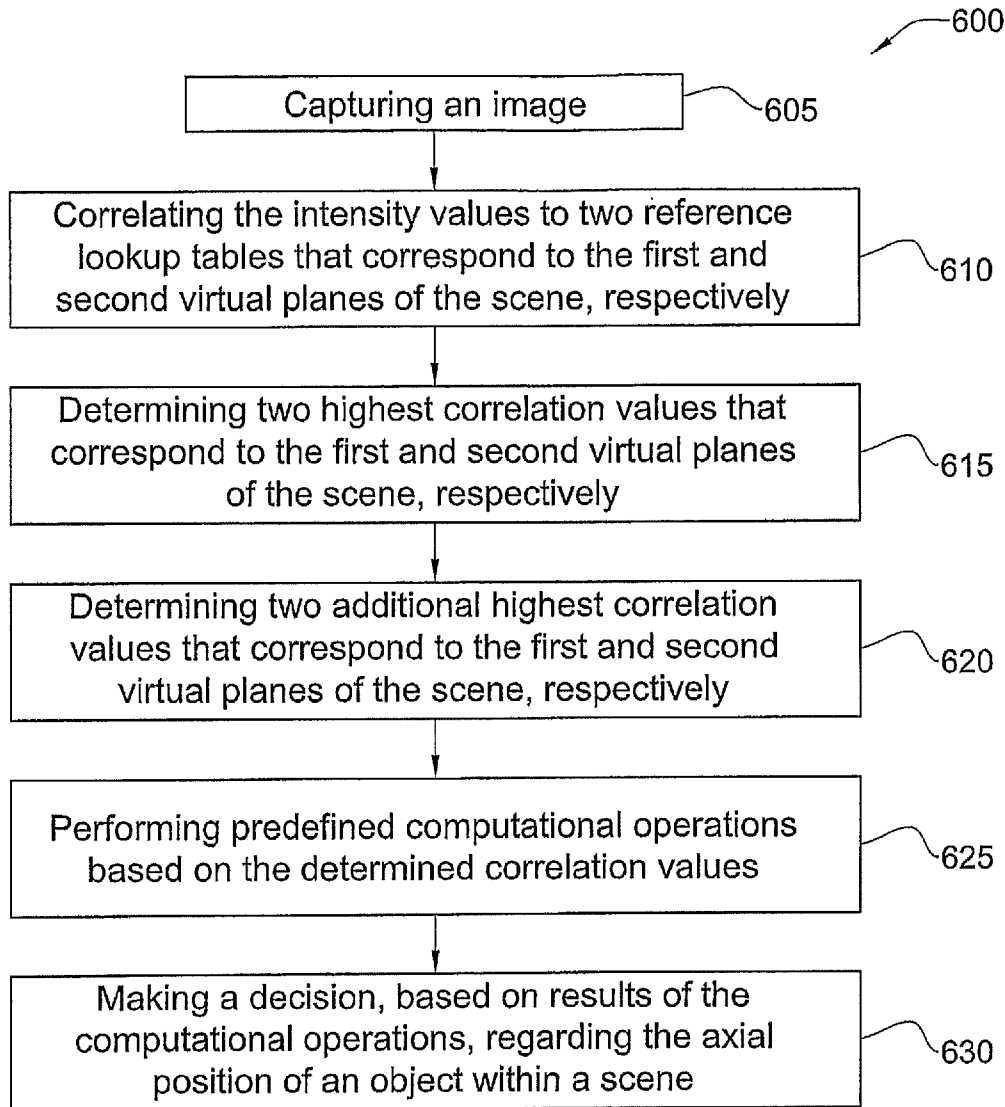 600
Capturing an image
605
Correlating the intensity values to two reference
lookup tables that correspond to the first and
second virtual planes of the scene, respectively
610
Determining two highest correlation values that
correspond to the first and second virtual planes
of the scene, respectively
615
Determining two additional highest correlation
values that correspond to the first and second
virtual planes of the scene, respectively
620
Performing predefined computational operations
based on the determined correlation values
625
Making a decision, based on results of the
computational operations, regarding the axial
position of an object within a scene
630